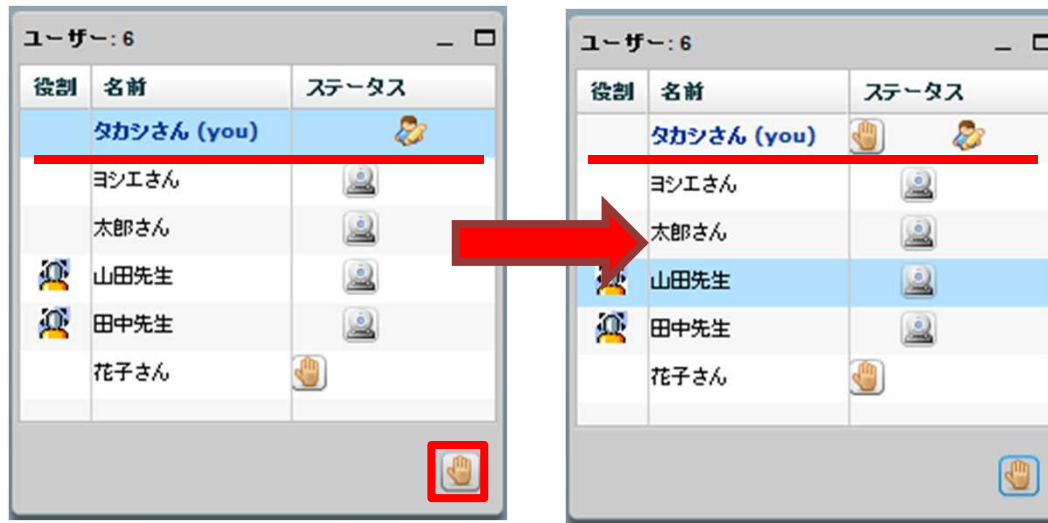 ユーザー: 6
役割 名前 ステータス
タカシさん (you)
ヨシエさん
太郎さん
山田先生
田中先生
花子さん
ユーザー: 6
役割 名前 ステータス
タカシさん (you)
ヨシエさん
太郎さん
山田先生
田中先生
花子さん